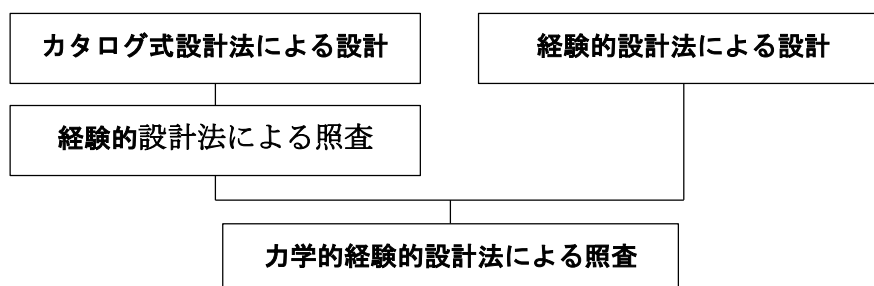 カタログ式設計法による設計
経験的設計法による設計
経験的設計法による照査
力学的経験的設計法による照査